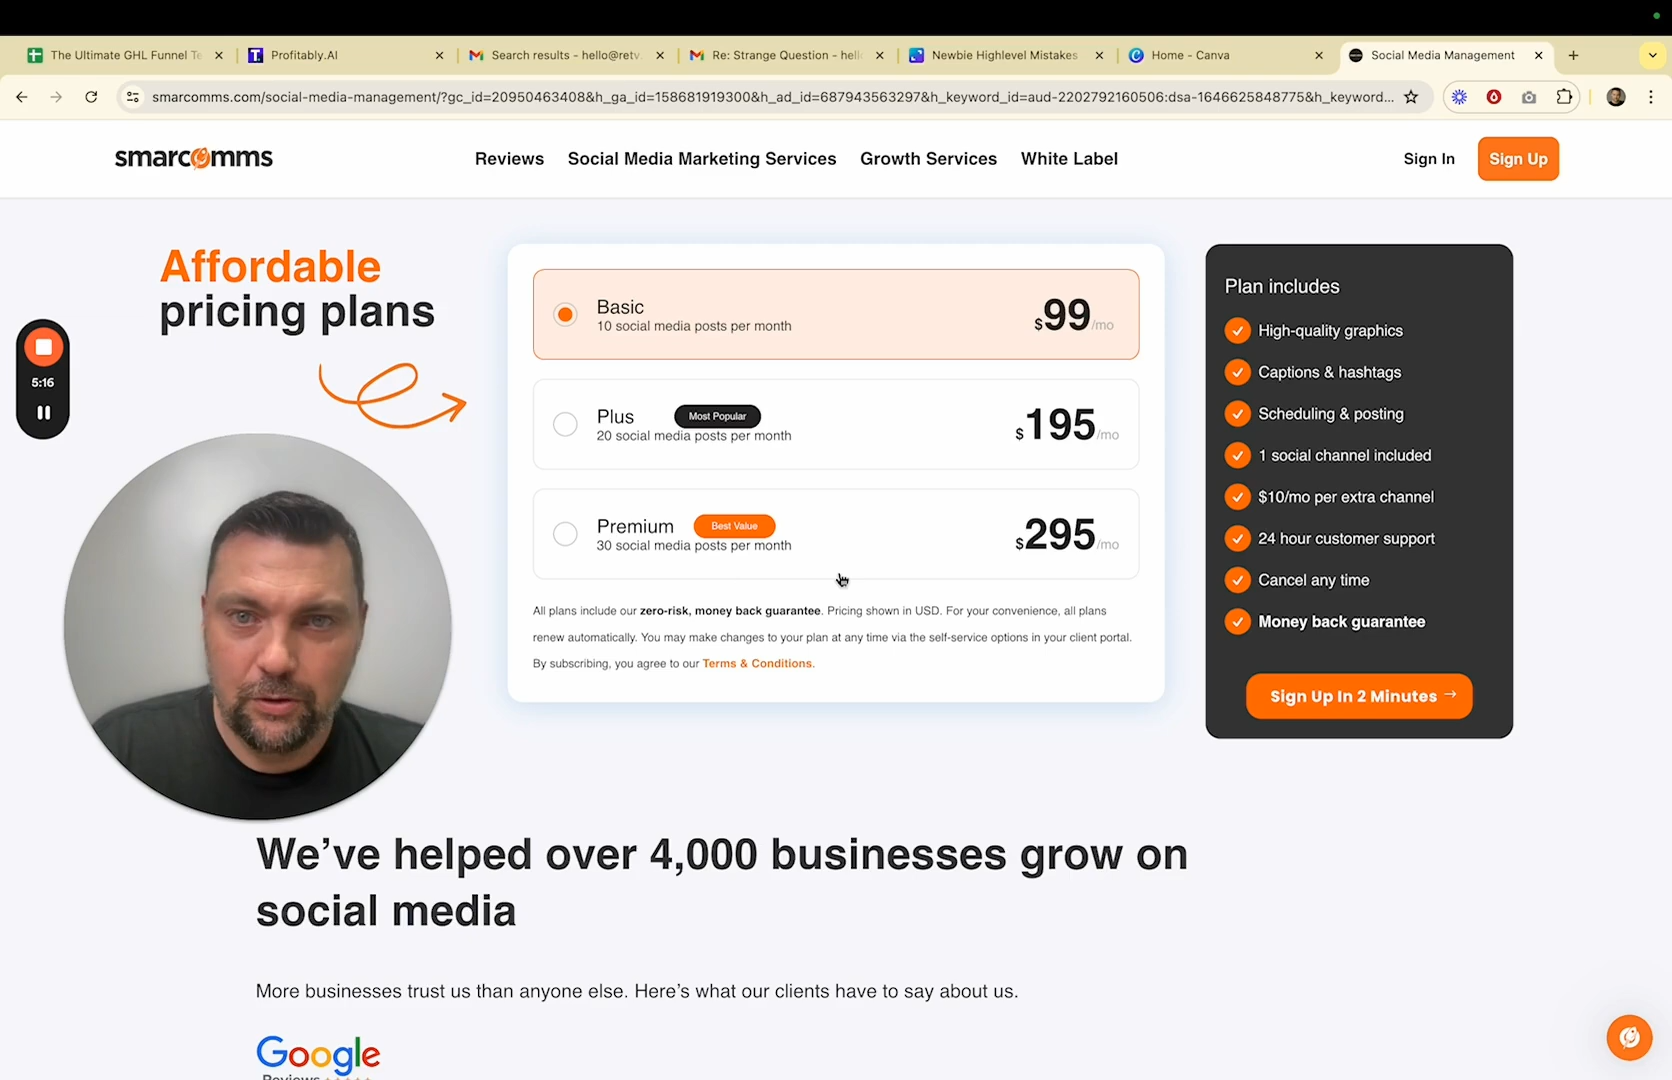 The Ultimate GHL Funnel Te
Profitably.AI
Search results - hello@retv
Re: Strange Question - hell
Newbie Highlevel Mistakes
Home - Canva
Social Media Management
smarcomms.com/social-media-management/?gc_id=20950463408&h_ga_id=158681919300&h_ad_id=687943563297&h_keyword_id=aud-2202792160506:dsa-1646625848775&h_keyword...
smarcomms
Reviews
Social Media Marketing Services
Growth Services
White Label
Sign In
Sign Up
Affordable
pricing plans
5:16
Basic
10 social media posts per month
$99/mo
Plus
Most Popular
20 social media posts per month
$195/mo
Premium
Best Value
30 social media posts per month
$295/mo
All plans include our zero-risk, money back guarantee. Pricing shown in USD. For your convenience, all plans
renew automatically. You may make changes to your plan at any time via the self-service options in your client portal.
By subscribing, you agree to our Terms & Conditions.
Plan includes
High-quality graphics
Captions & hashtags
Scheduling & posting
1 social channel included
$10/mo per extra channel
24 hour customer support
Cancel any time
Money back guarantee
Sign Up In 2 Minutes →
We've helped over 4,000 businesses grow on
social media
More businesses trust us than anyone else. Here's what our clients have to say about us.
Google
Reviews